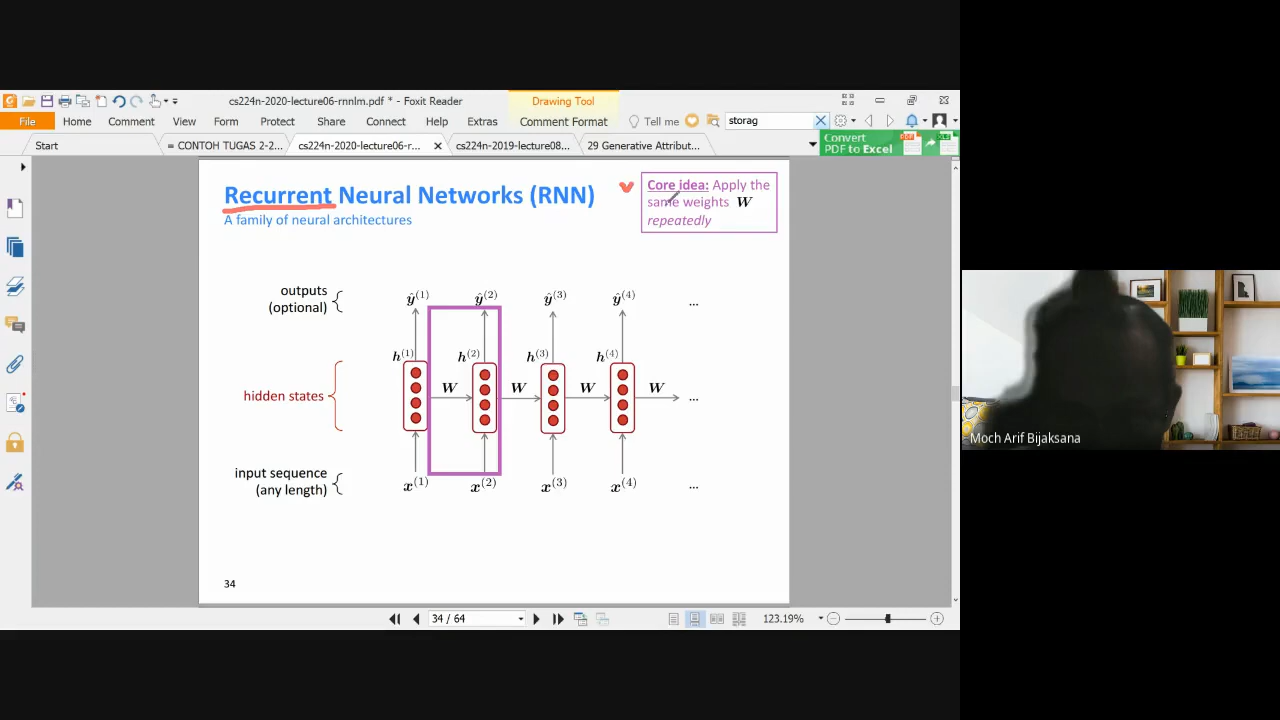 cs224n-2020-lecture06-rnnlm.pdf * - Foxit Reader
Drawing Tool
File Home Comment View Form Protect Share Connect Help Extras Comment Format Tell me storag
Convert
PDF to Excel
Start
= CONTOH TUGAS 2-2...
cs224n-2020-lecture06-r...
cs224n-2019-lecture08...
29 Generative Attribut...
Recurrent Neural Networks (RNN)
A family of neural architectures
Core idea: Apply the
same weights W
repeatedly
outputs
(optional)
ŷ(1) ŷ(2) ŷ(3) ŷ(4) ...
h(1) h(2) h(3) h(4)
hidden states
W W W W ...
input sequence
(any length)
x(1) x(2) x(3) x(4) ...
34
34 / 64
123.19%
Moch Arif Bijaksana